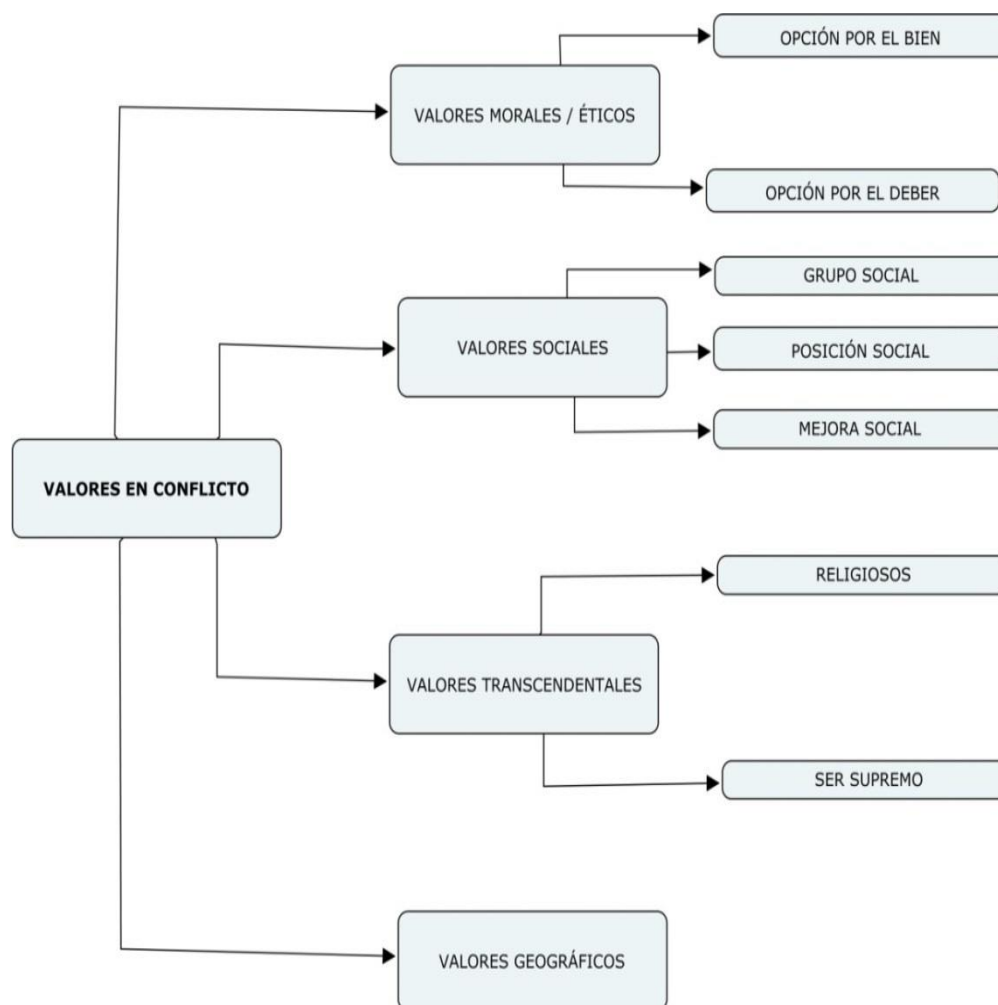 OPCIÓN POR EL BIEN
VALORES MORALES / ÉTICOS
OPCIÓN POR EL DEBER
GRUPO SOCIAL
VALORES SOCIALES
POSICIÓN SOCIAL
MEJORA SOCIAL
VALORES EN CONFLICTO
RELIGIOSOS
VALORES TRANSCENDENTALES
SER SUPREMO
VALORES GEOGRÁFICOS